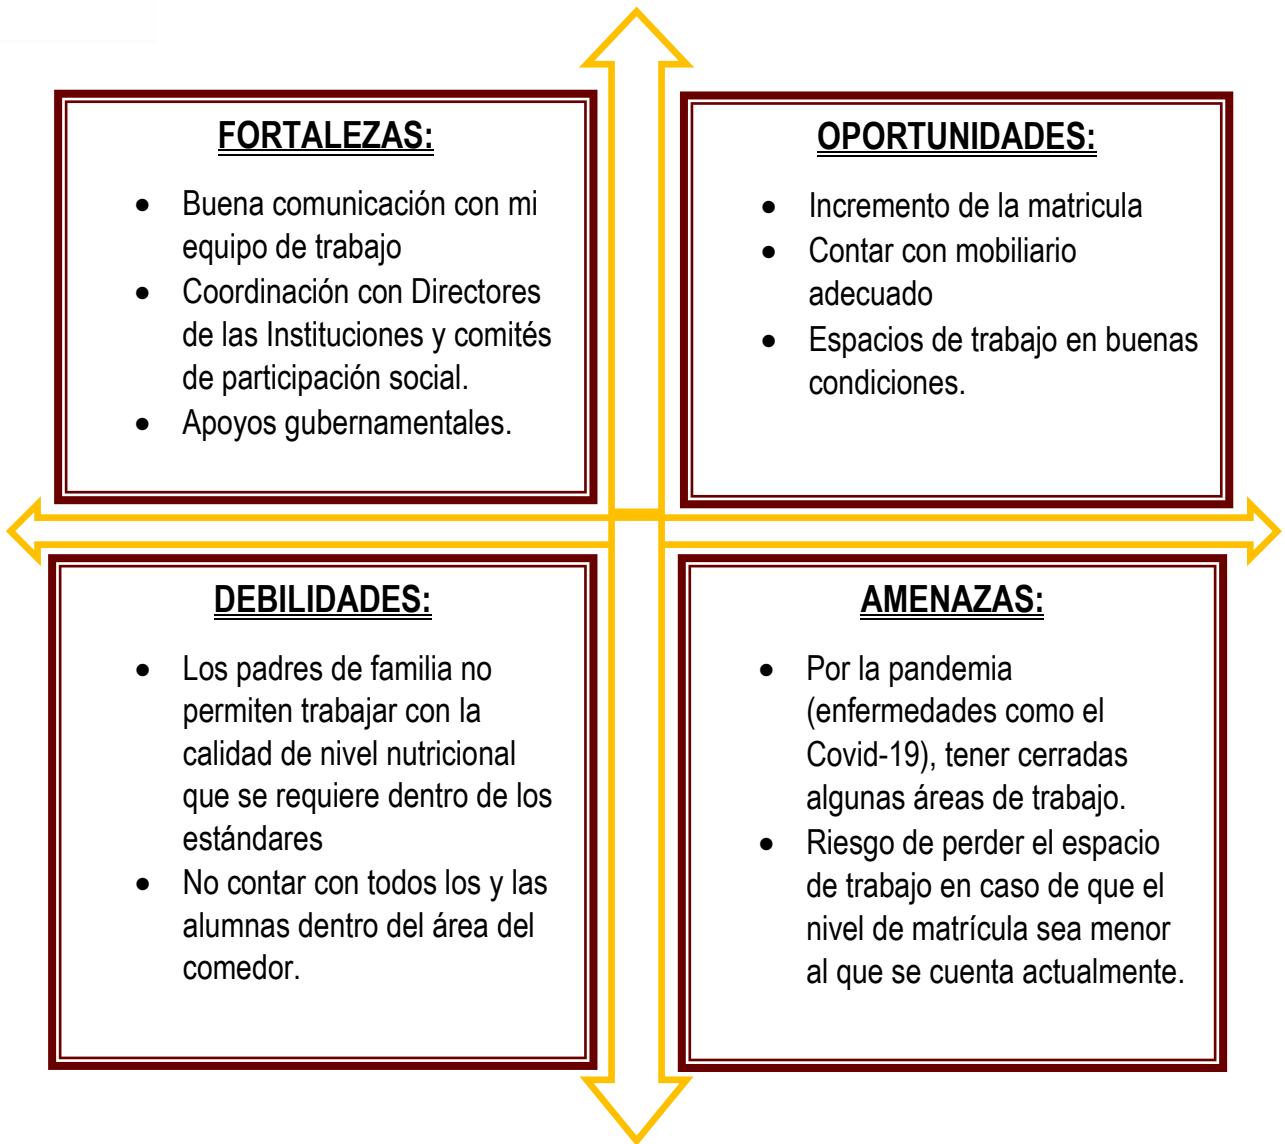 FORTALEZAS:
• Buena comunicación con mi
equipo de trabajo
• Coordinación con Directores
de las Instituciones y comités
de participación social.
• Apoyos gubernamentales.
OPORTUNIDADES:
• Incremento de la matricula
• Contar con mobiliario
adecuado
• Espacios de trabajo en buenas
condiciones.
DEBILIDADES:
• Los padres de familia no
permiten trabajar con la
calidad de nivel nutricional
que se requiere dentro de los
estándares
• No contar con todos los y las
alumnas dentro del área del
comedor.
AMENAZAS:
• Por la pandemia
(enfermedades como el
Covid-19), tener cerradas
algunas áreas de trabajo.
• Riesgo de perder el espacio
de trabajo en caso de que el
nivel de matrícula sea menor
al que se cuenta actualmente.